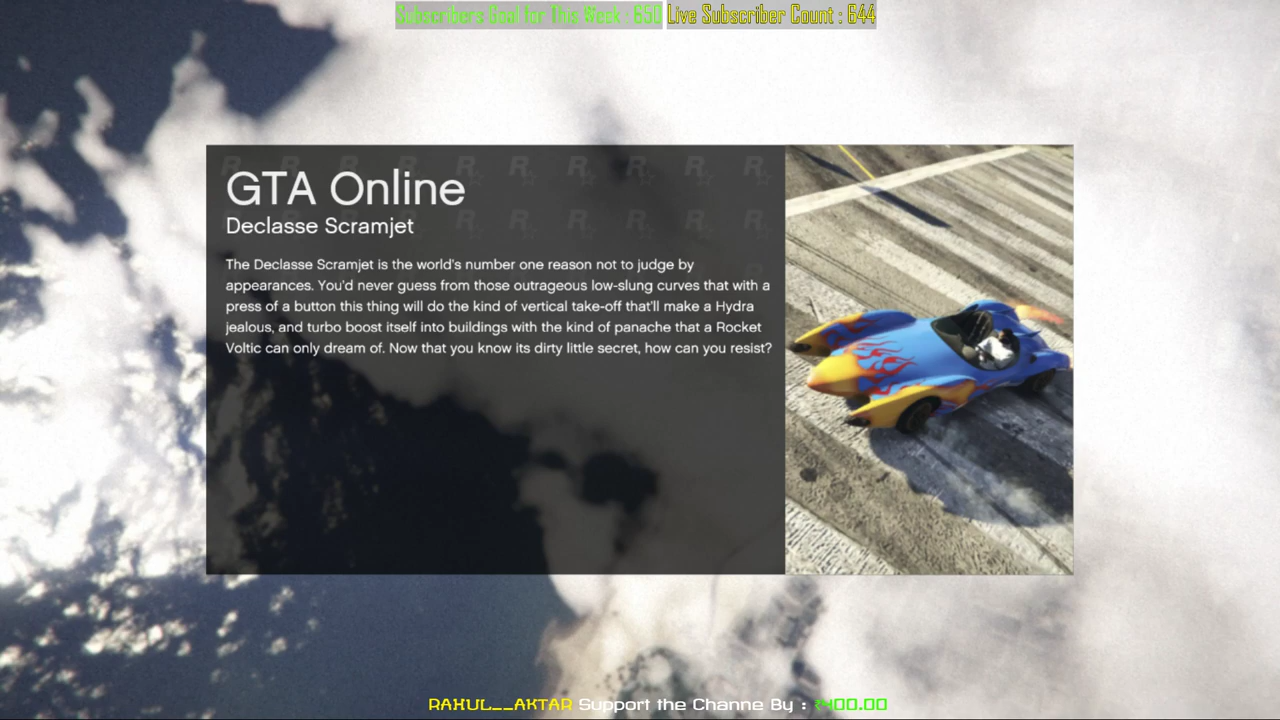 Subscribers Goal for This Week : 650 Live Subscriber Count : 644
GTA Online
Declasse Scramjet
The Declasse Scramjet is the world's number one reason not to judge by
appearances. You'd never guess from those outrageous low-slung curves that with a
press of a button this thing will do the kind of vertical take-off that'll make a Hydra
jealous, and turbo boost itself into buildings with the kind of panache that a Rocket
Voltic can only dream of. Now that you know its dirty little secret, how can you resist?
RAHUL__AKTAR Support the Channe By : ₹400.00